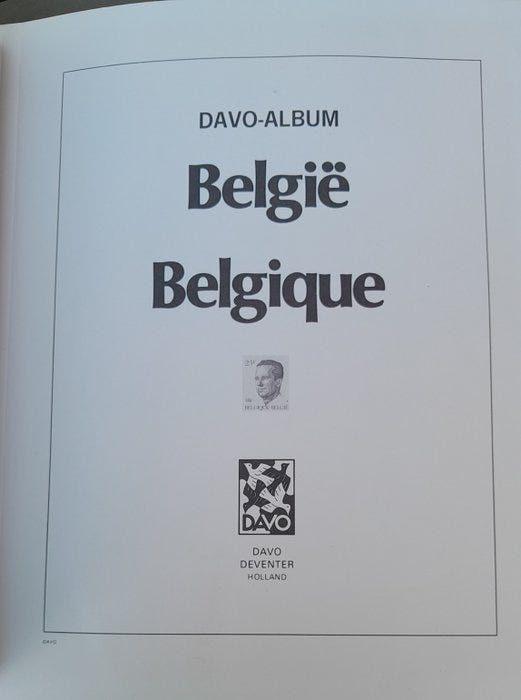 DAVO-ALBUM
België
Belgique
BELGIQUE-BELGIË
DAVO
DAVO
DEVENTER
HOLLAND
DAVO